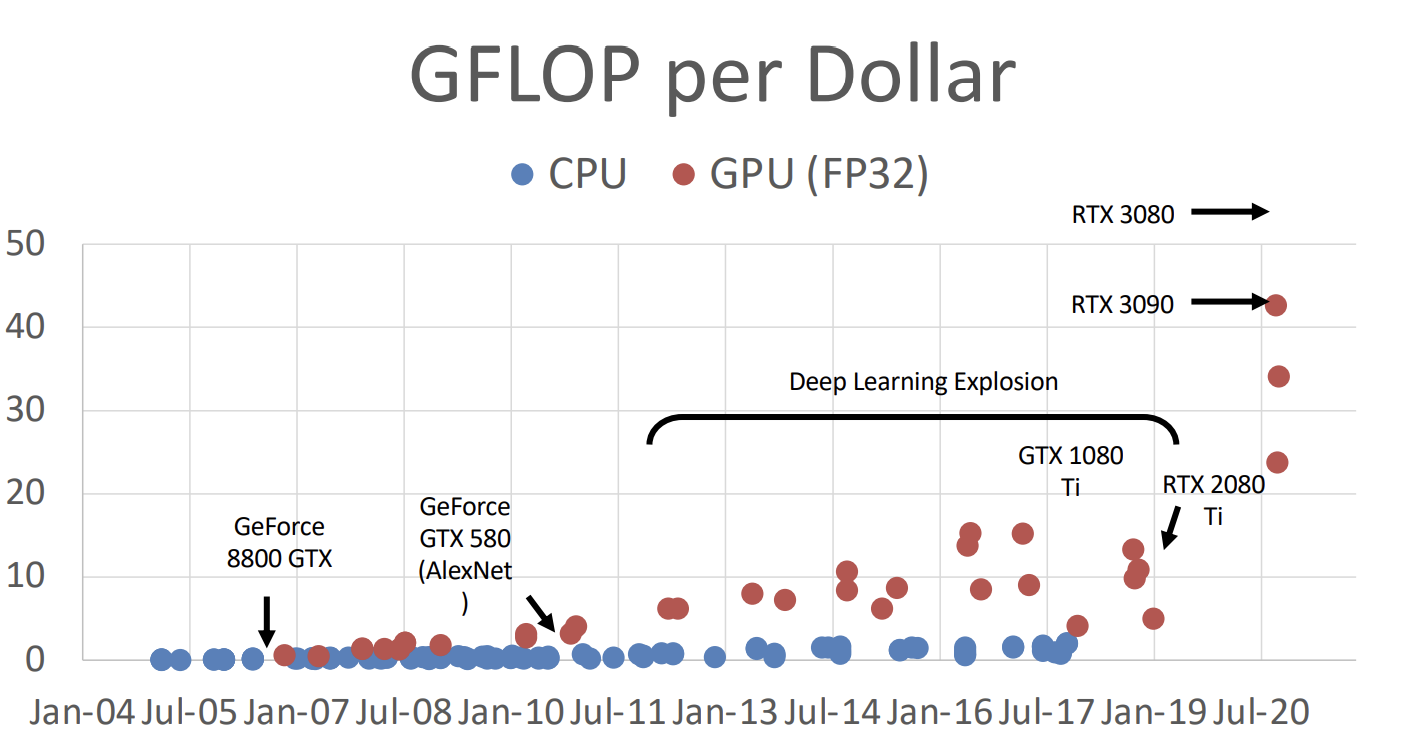 GFLOP per Dollar
CPU
GPU (FP32)
RTX 3080
50
RTX 3090
40
Deep Learning Explosion
30
GTX 1080
Ti
RTX 2080
Ti
20
GeForce
GTX 580
(AlexNet
)
GeForce
8800 GTX
10
0
Jan-04 Jul-05 Jan-07 Jul-08 Jan-10 Jul-11 Jan-13 Jul-14 Jan-16 Jul-17 Jan-19 Jul-20